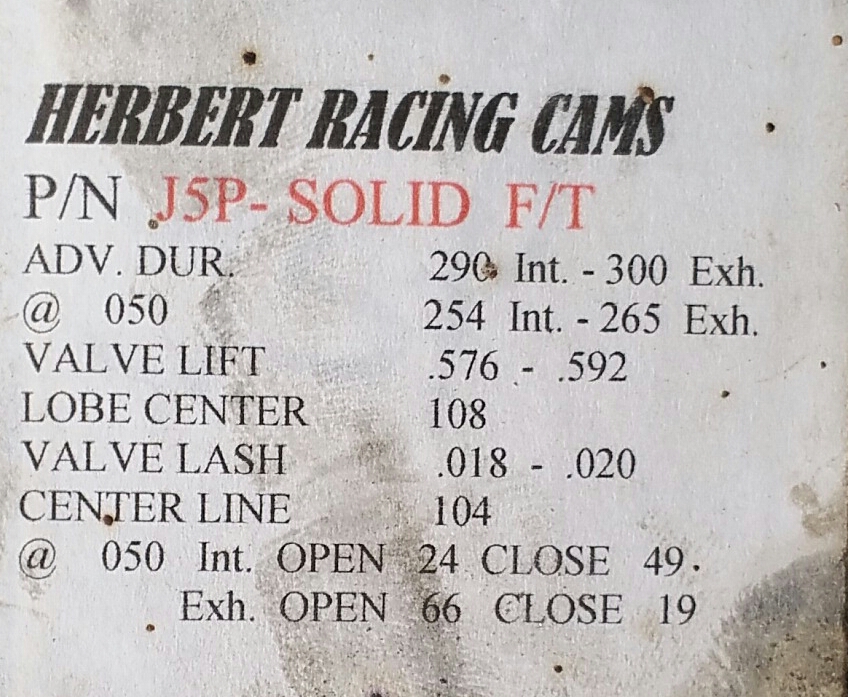 HERBERT RACING CAMS
P/N J5P- SOLID F/T
ADV. DUR. 290 Int. - 300 Exh.
@ 050 254 Int. - 265 Exh.
VALVE LIFT .576 - .592
LOBE CENTER 108
VALVE LASH .018 - .020
CENTER LINE 104
@ 050 Int. OPEN 24 CLOSE 49.
Exh. OPEN 66 CLOSE 19